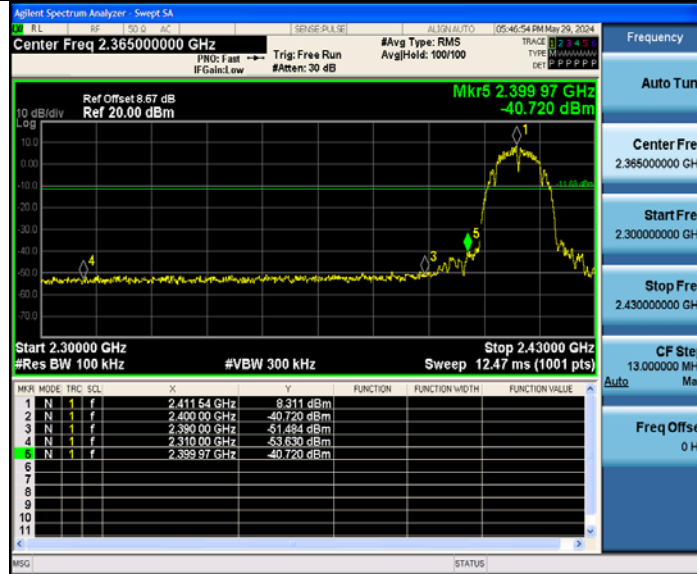 Agilent Spectrum Analyzer - Swept SA
RL RF 50 Ω AC SENSE:PULSE ALIGN AUTO 05:46:54 PM May 29, 2024
Center Freq 2.365000000 GHz
PNO: Fast
IFGain:Low
Trig: Free Run
#Atten: 30 dB
#Avg Type: RMS
Avg|Hold: 100/100
TRACE 1 2 3 4 5 6
TYPE
DET P P P P P P
Ref Offset 8.67 dB
Ref 20.00 dBm
10 dB/div
Log
Mkr5 2.399 97 GHz
-40.720 dBm
10.0
0.00
-10.0
-20.0
-30.0
-40.0
-50.0
-60.0
-70.0
1
5
3
4
Start 2.30000 GHz
Stop 2.43000 GHz
#Res BW 100 kHz
#VBW 300 kHz
Sweep 12.47 ms (1001 pts)
MKR MODE TRC SCL X Y FUNCTION FUNCTION WIDTH FUNCTION VALUE
1 N 1 f 2.411 54 GHz 8.311 dBm
2 N 1 f 2.400 00 GHz -40.720 dBm
3 N 1 f 2.390 00 GHz -51.484 dBm
4 N 1 f 2.310 00 GHz -53.630 dBm
5 N 1 f 2.399 97 GHz -40.720 dBm
6
7
8
9
10
11
MSG STATUS
Frequency
Auto Tun
Center Fre
2.365000000 GH
Start Fre
2.300000000 GH
Stop Fre
2.430000000 GH
CF Ste
13.000000 MH
Auto Ma
Freq Offse
0 H